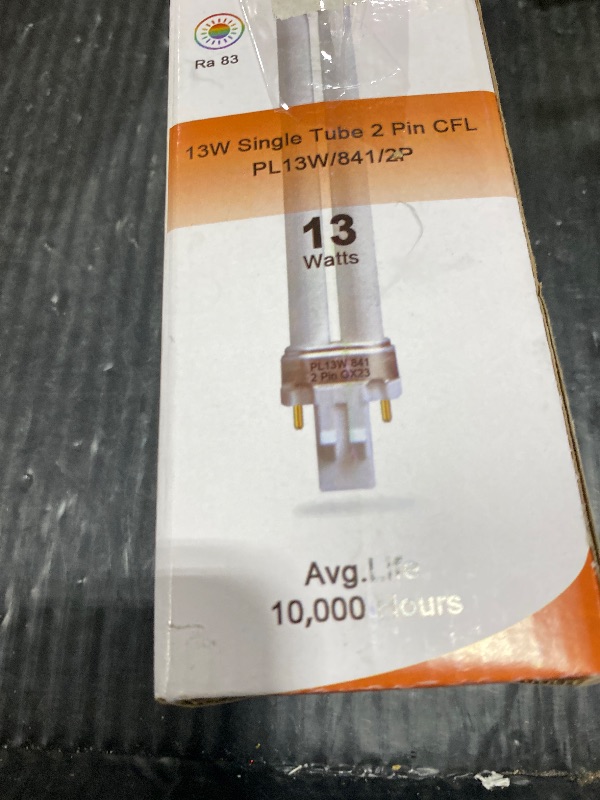 Ra 83
13W Single Tube 2 Pin CFL
PL13W/841/2P
13
Watts
PL13W 841
2 Pin GX23
Avg.Life
10,000 Hours